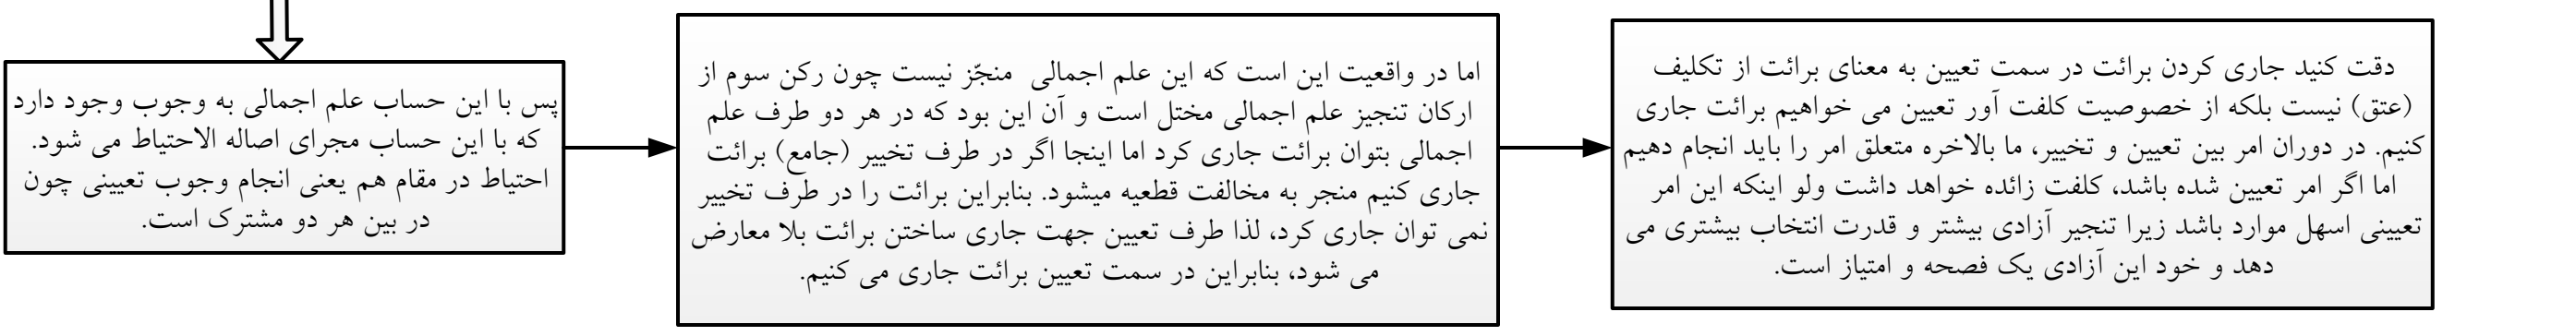 پس با این حساب علم اجمالی به وجوب وجود دارد
که با این حساب مجرای اصاله الاحتیاط می شود.
احتیاط در مقام هم یعنی انجام وجوب تعیینی چون
در بین هر دو مشترک است.
اما در واقعیت این است که این علم اجمالی منجّز نیست چون رکن سوم از
ارکان تنجیز علم اجمالی مختل است و آن این بود که در هر دو طرف علم
اجمالی بتوان برائت جاری کرد اما اینجا اگر در طرف تخییر (جامع) برائت
جاری کنیم منجر به مخالفت قطعیه میشود. بنابراین برائت را در طرف تخییر
نمی توان جاری کرد، لذا طرف تعیین جهت جاری ساختن برائت بلا معارض
می شود، بنابراین در سمت تعیین برائت جاری می کنیم.
دقت کنید جاری کردن برائت در سمت تعیین به معنای برائت از تکلیف
(عتق) نیست بلکه از خصوصیت کلفت آور تعیین می خواهیم برائت جاری
کنیم. در دوران امر بین تعیین و تخییر، ما بالاخره متعلق امر را باید انجام دهیم
اما اگر امر تعیین شده باشد، کلفت زائده خواهد داشت ولو اینکه این امر
تعیینی اسهل موارد باشد زیرا تنجیر آزادی بیشتر و قدرت انتخاب بیشتری می
دهد و خود این آزادی یک فصحه و امتیاز است.